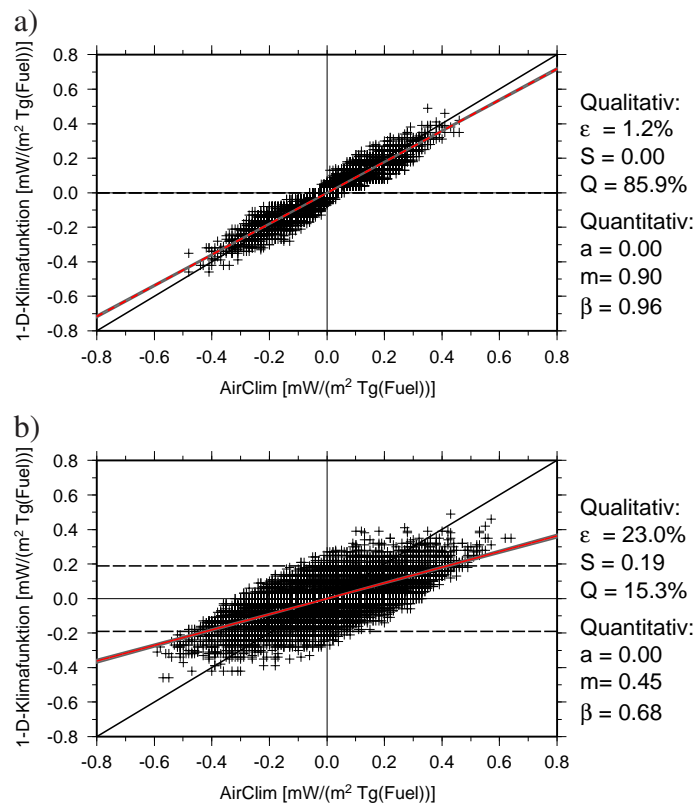 a)
1-D-Klimafunktion [mW/(m² Tg(Fuel))]
0.8
0.6
0.4
0.2
0.0
-0.2
-0.4
-0.6
-0.8
-0.8 -0.6 -0.4 -0.2 0.0 0.2 0.4 0.6 0.8
AirClim [mW/(m² Tg(Fuel))]
Qualitativ:
ε = 1.2%
S = 0.00
Q = 85.9%
Quantitativ:
a = 0.00
m= 0.90
β = 0.96
b)
1-D-Klimafunktion [mW/(m² Tg(Fuel))]
0.8
0.6
0.4
0.2
0.0
-0.2
-0.4
-0.6
-0.8
-0.8 -0.6 -0.4 -0.2 0.0 0.2 0.4 0.6 0.8
AirClim [mW/(m² Tg(Fuel))]
Qualitativ:
ε = 23.0%
S = 0.19
Q = 15.3%
Quantitativ:
a = 0.00
m= 0.45
β = 0.68